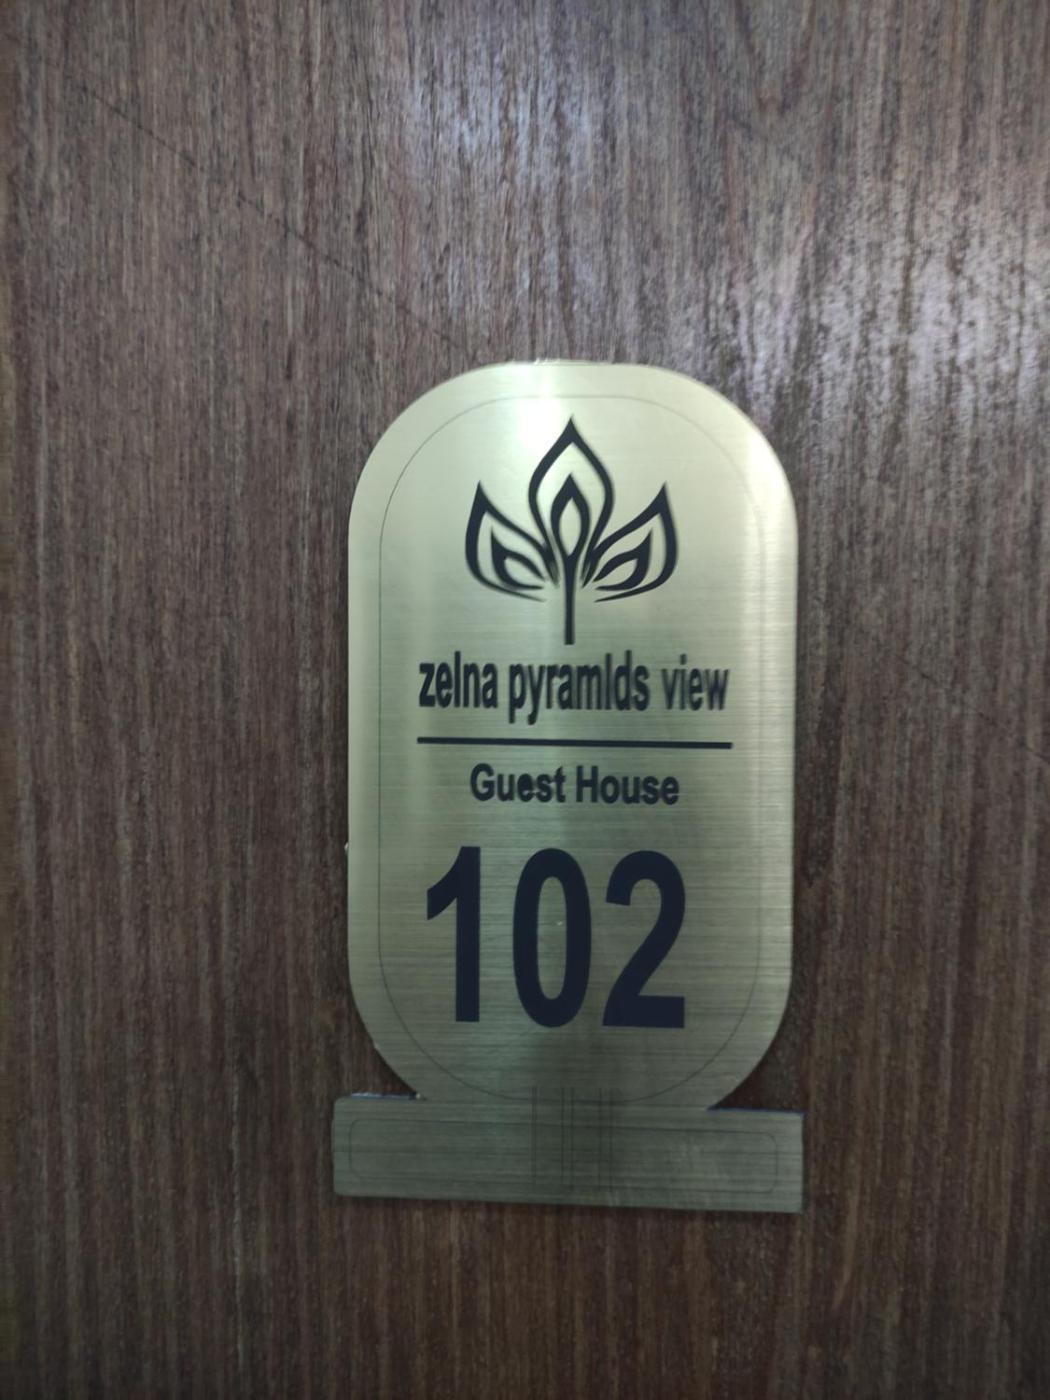 zelna pyramlds view
Guest House
102